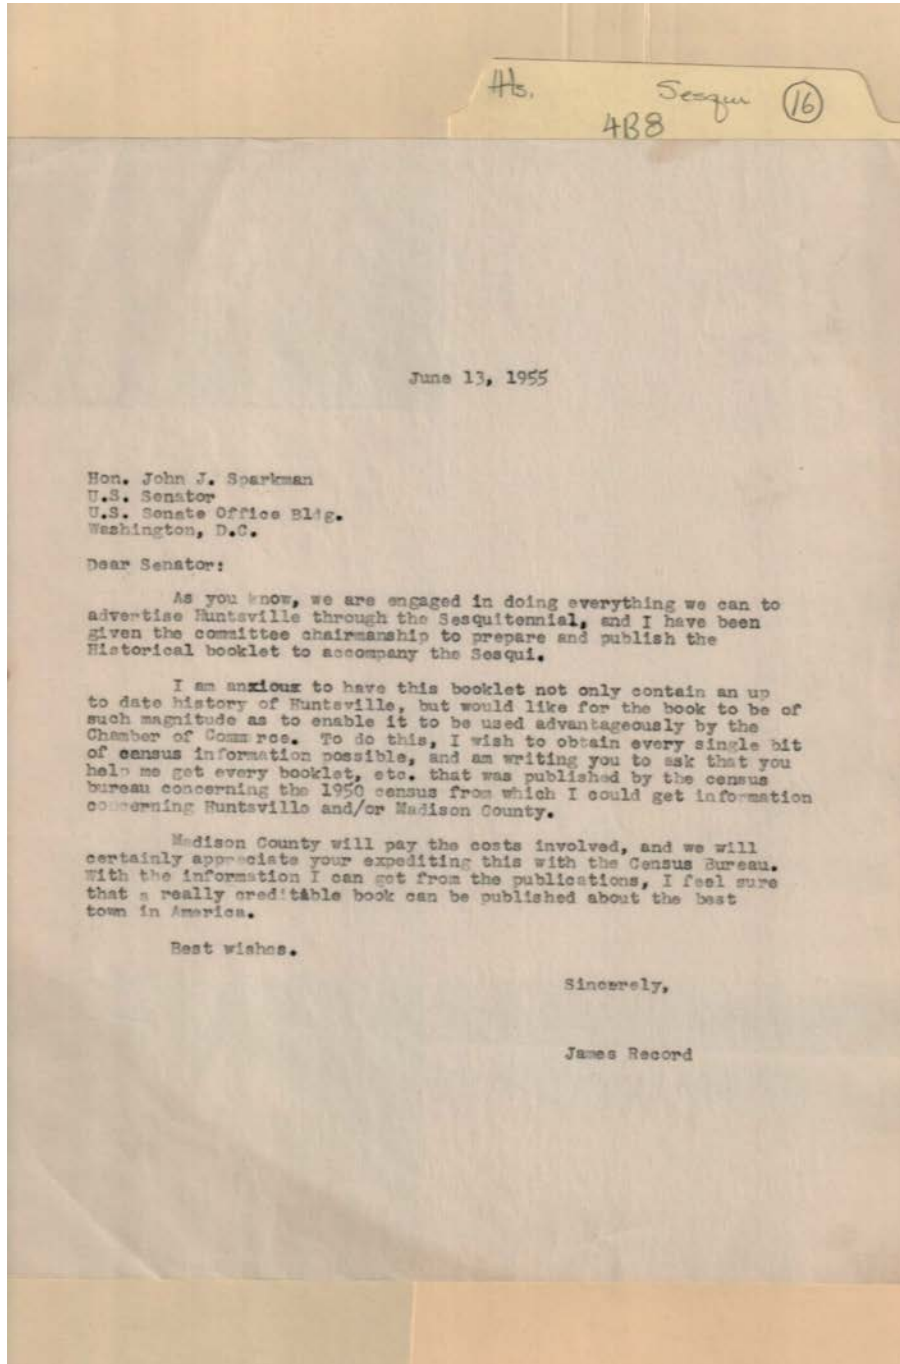 Hs. Sesqui 16
4B8
June 13, 1955
Hon. John J. Sparkman
U.S. Senator
U.S. Senate Office Bldg.
Washington, D.C.
Dear Senator:
As you know, we are engaged in doing everything we can to
advertise Huntsville through the Sesquitennial, and I have been
given the committee chairmanship to prepare and publish the
Historical booklet to accompany the Sesqui.
I am anxious to have this booklet not only contain an up
to date history of Huntsville, but would like for the book to be of
such magnitude as to enable it to be used advantageously by the
Chamber of Commerce. To do this, I wish to obtain every single bit
of census information possible, and am writing you to ask that you
help me get every booklet, etc. that was published by the census
bureau concerning the 1950 census from which I could get information
concerning Huntsville and/or Madison County.
Madison County will pay the costs involved, and we will
certainly appreciate your expediting this with the Census Bureau.
With the information I can get from the publications, I feel sure
that a really creditable book can be published about the best
town in America.
Best wishes.
Sincerely,
James Record